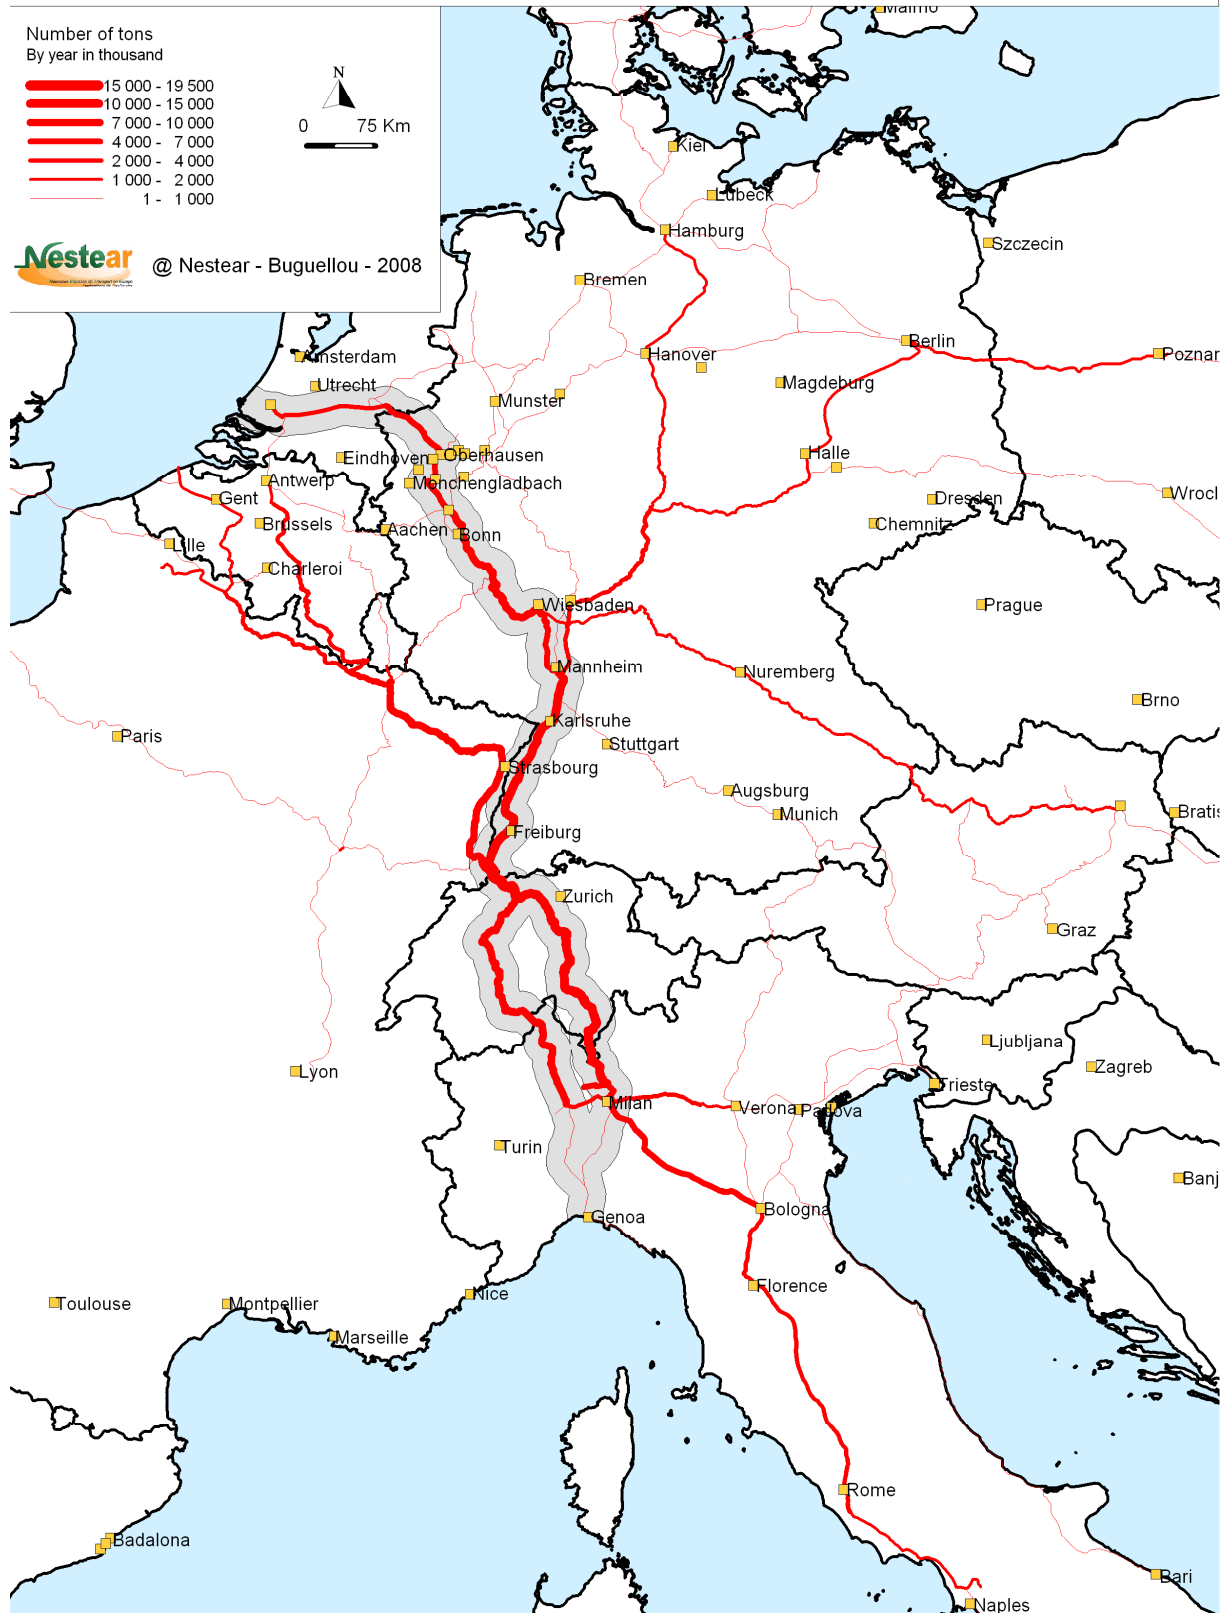 Number of tons
By year in thousand
15 000 - 19 500
10 000 - 15 000
7 000 - 10 000
4 000 - 7 000
2 000 - 4 000
1 000 - 2 000
1 - 1 000
N
0 75 Km
Nestear
@ Nestear - Buguellou - 2008
Malmo
Kiel
Lubeck
Hamburg
Szczecin
Bremen
Berlin
Hanover
Poznan
Amsterdam
Utrecht
Magdeburg
Munster
Halle
Eindhoven
Oberhausen
Antwerp
Monchengladbach
Gent
Dresden
Wrocl
Brussels
Chemnitz
Aachen
Bonn
Lille
Charleroi
Wiesbaden
Prague
Mannheim
Nuremberg
Brno
Karlsruhe
Paris
Stuttgart
Strasbourg
Augsburg
Munich
Bratis
Freiburg
Zurich
Graz
Ljubljana
Zagreb
Lyon
Trieste
Milan
Verona
Padova
Turin
Banj
Bologna
Genoa
Florence
Nice
Toulouse
Montpellier
Marseille
Rome
Badalona
Bari
Naples